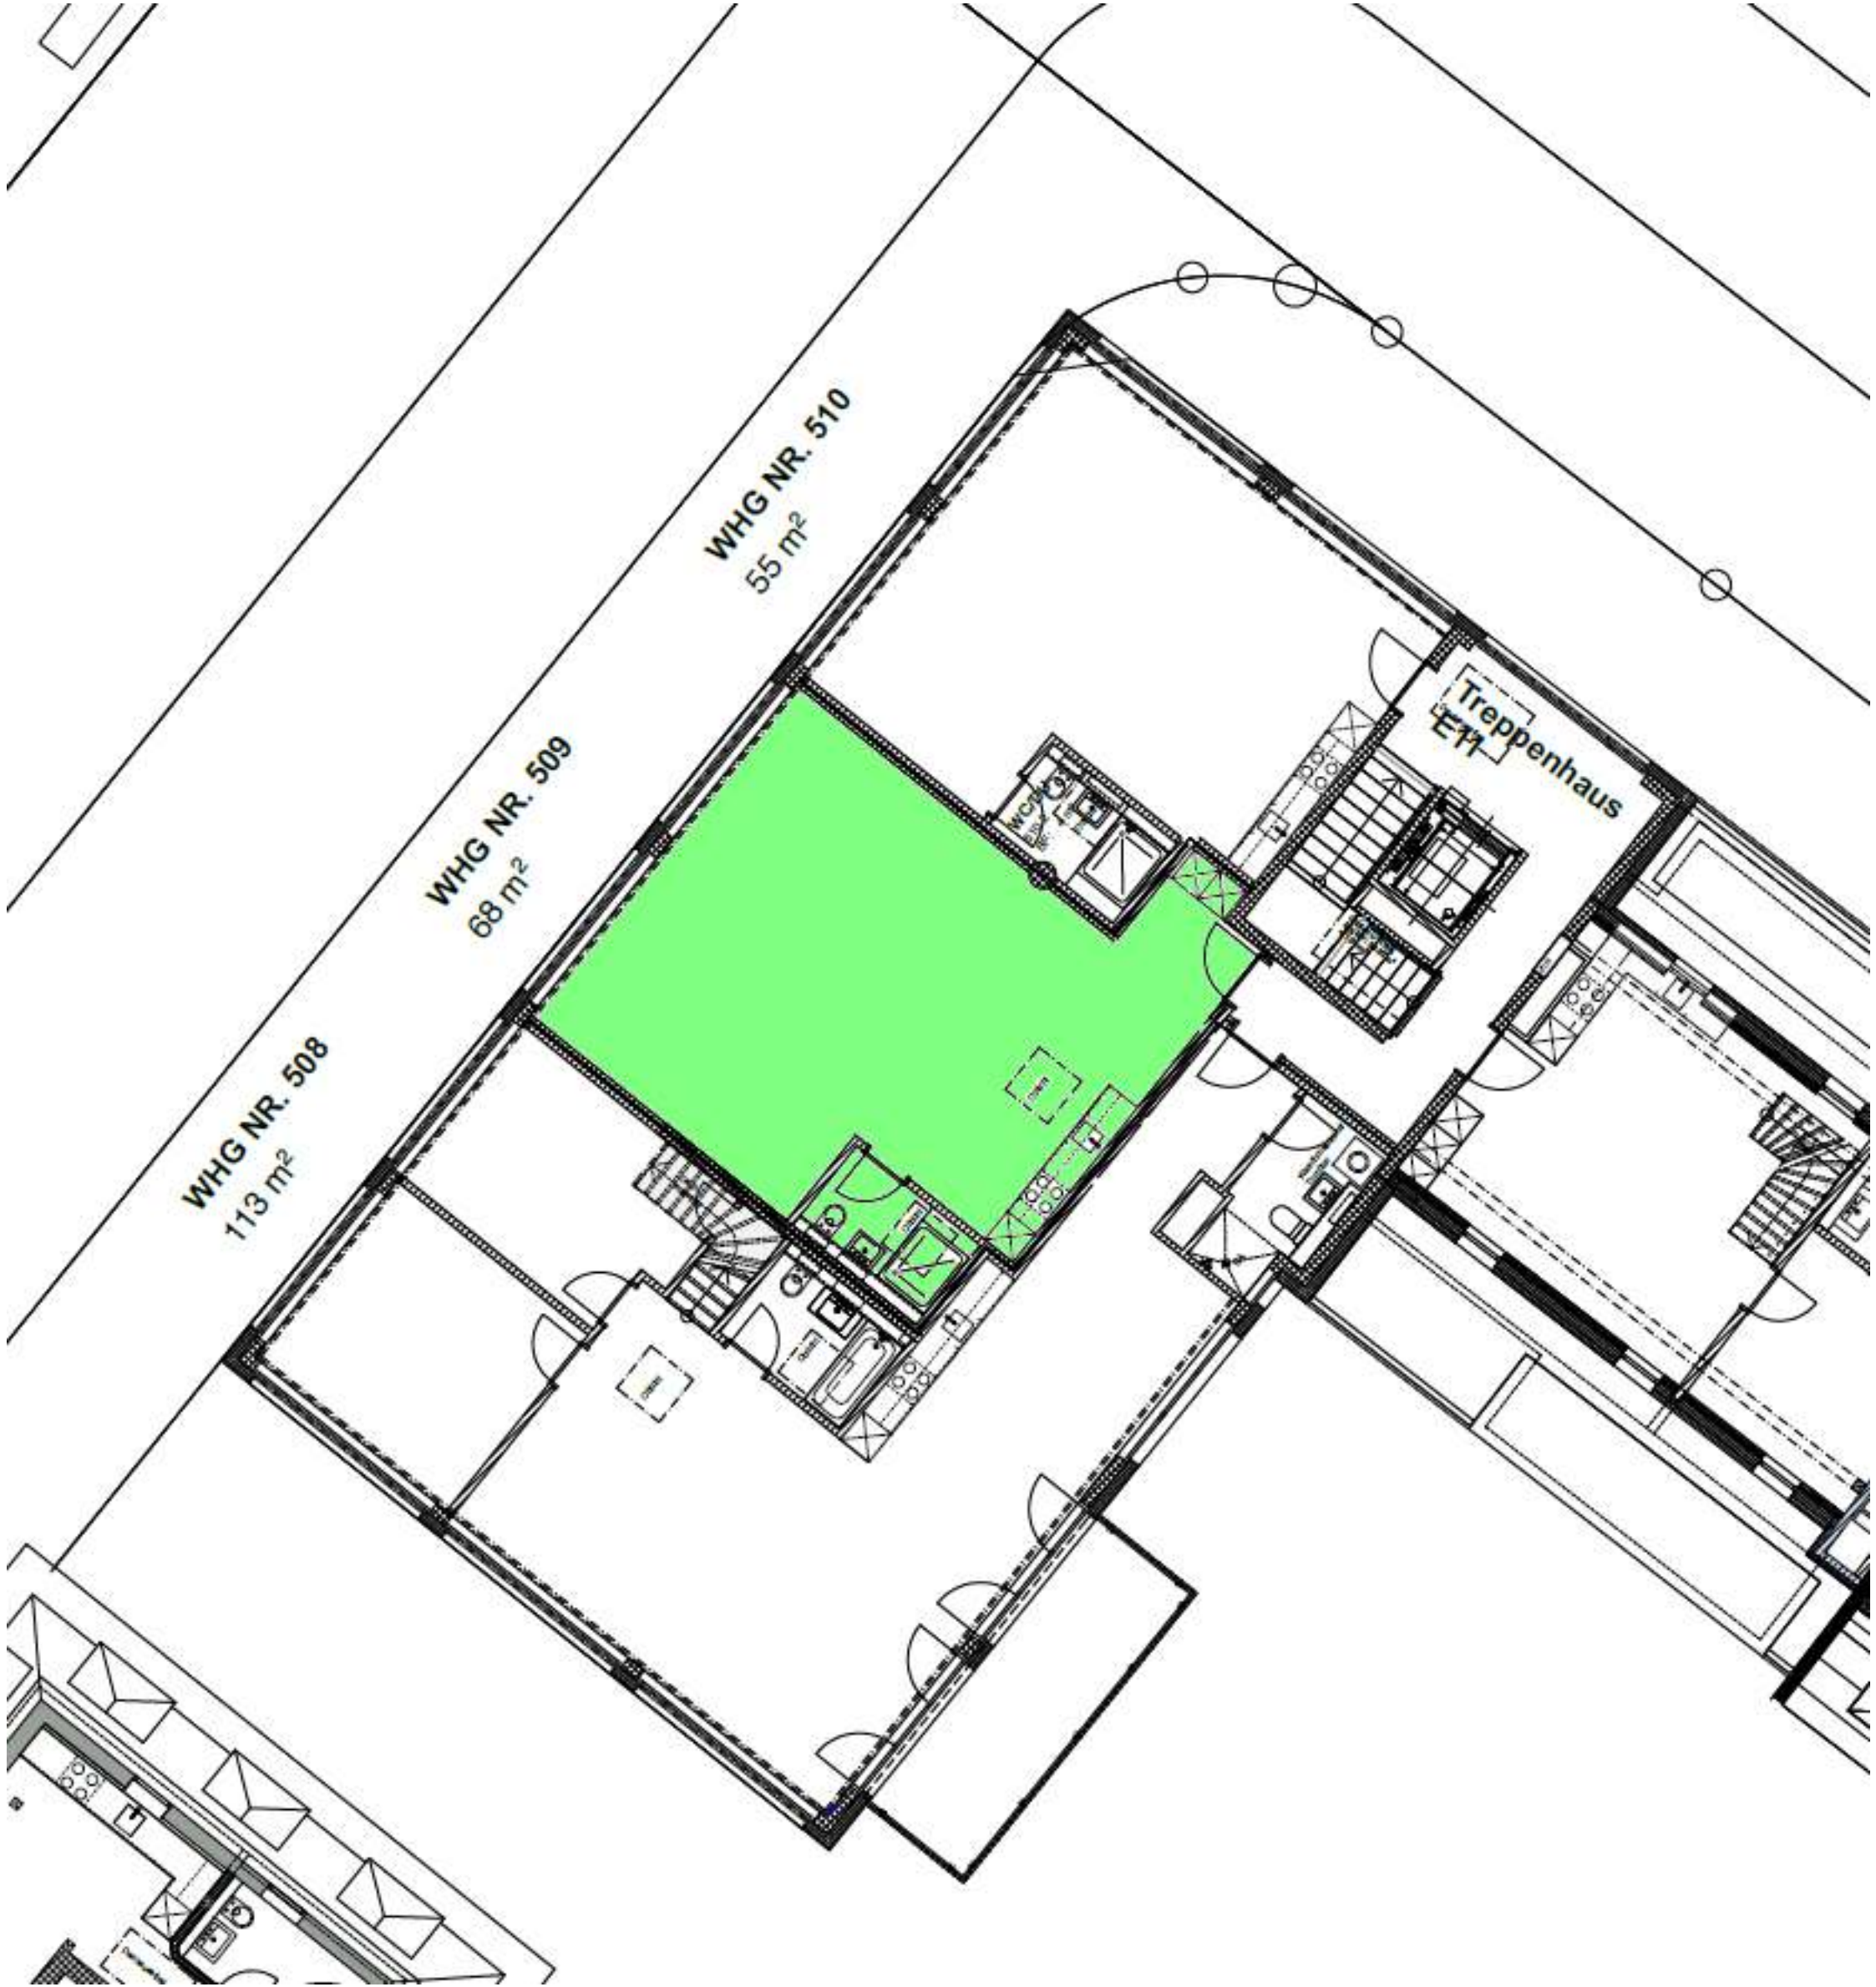 WHG NR. 510
55 m²
Treppenhaus
E11
WHG NR. 509
68 m²
WHG NR. 508
113 m²